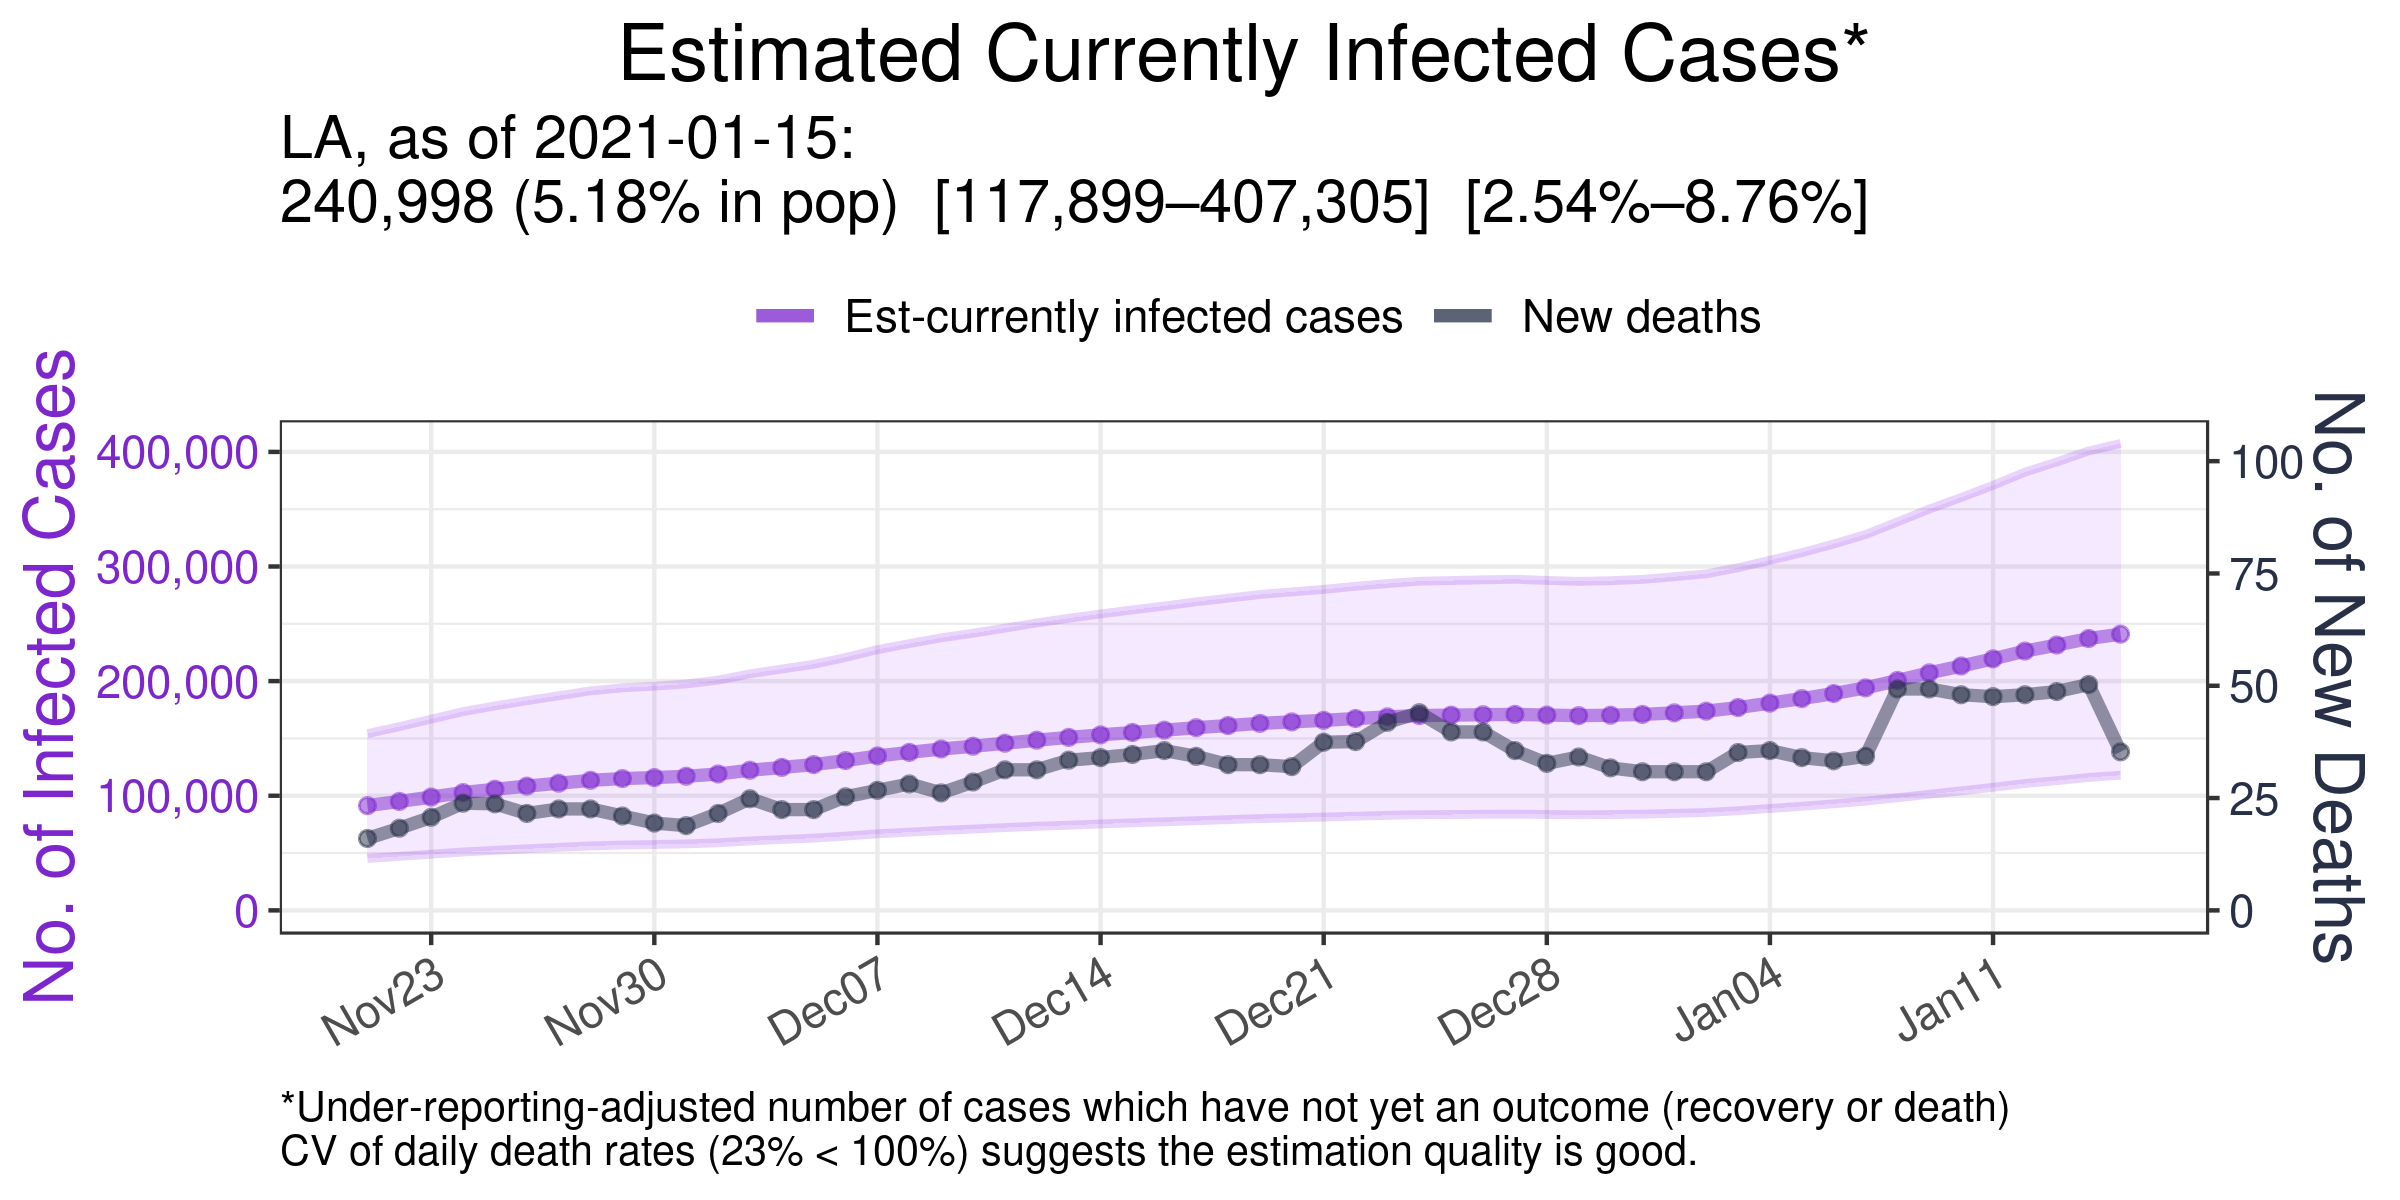 Estimated Currently Infected Cases*
LA, as of 2021-01-15:
240,998 (5.18% in pop)  [117,899–407,305]  [2.54%–8.76%]
Est-currently infected cases
New deaths
No. of Infected Cases
400,000
300,000
200,000
100,000
0
100
75
50
25
0
No. of New Deaths
Nov23
Nov30
Dec07
Dec14
Dec21
Dec28
Jan04
Jan11
*Under-reporting-adjusted number of cases which have not yet an outcome (recovery or death)
CV of daily death rates (23% < 100%) suggests the estimation quality is good.